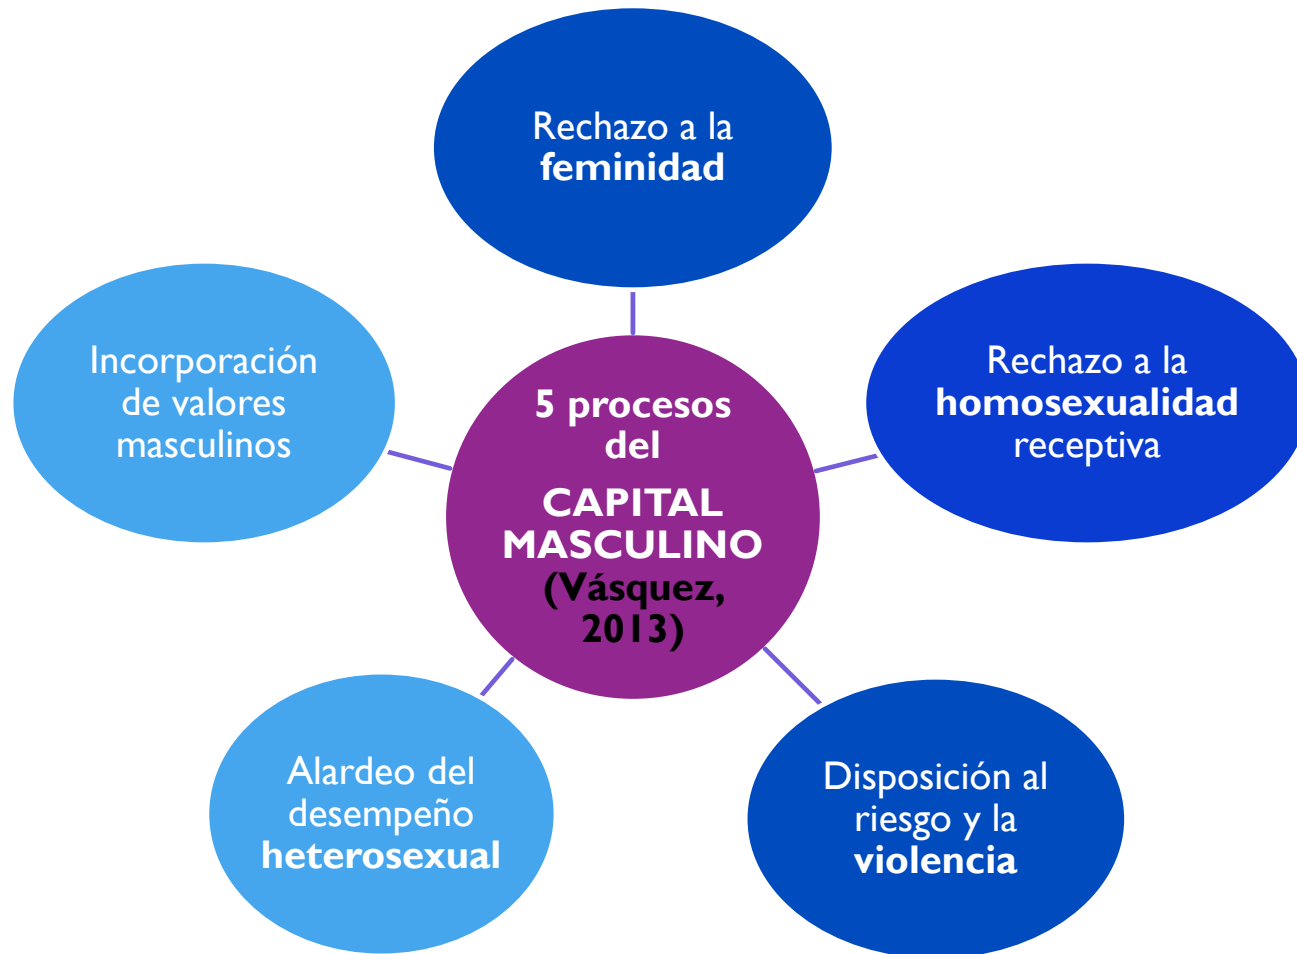 Rechazo a la
feminidad
Incorporación
de valores
masculinos
Rechazo a la
homosexualidad
receptiva
5 procesos
del
CAPITAL
MASCULINO
(Vásquez,
2013)
Alardeo del
desempeño
heterosexual
Disposición al
riesgo y la
violencia